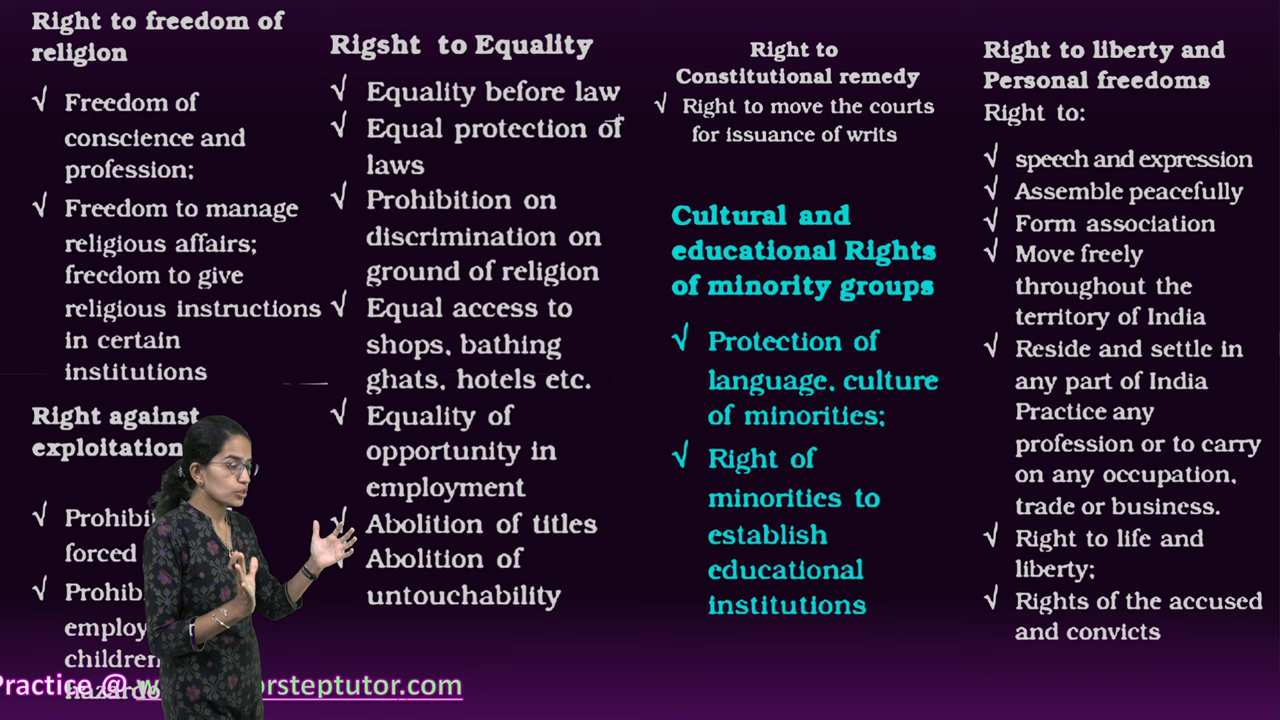 Right to freedom of
religion
√ Freedom of
conscience and
profession;
√ Freedom to manage
religious affairs;
freedom to give
religious instructions
in certain
institutions
Right against
exploitation
√
forced
√
children
Rigsht to Equality
√ Equality before law
√ Equal protection of
laws
√ Prohibition on
discrimination on
ground of religion
√ Equal access to
shops, bathing
ghats, hotels etc.
√ Equality of
opportunity in
employment
√ Abolition of titles
√ Abolition of
untouchability
Right to
Constitutional remedy
√ Right to move the courts
for issuance of writs
Cultural and
educational Rights
of minority groups
√ Protection of
language, culture
of minorities;
√ Right of
minorities to
establish
educational
institutions
Right to liberty and
Personal freedoms
Right to:
√ speech and expression
√ Assemble peacefully
√ Form association
√ Move freely
throughout the
territory of India
√ Reside and settle in
any part of India
Practice any
profession or to carry
on any occupation,
trade or business.
√ Right to life and
liberty;
√ Rights of the accused
and convicts
Practice @ orsteptutor.com